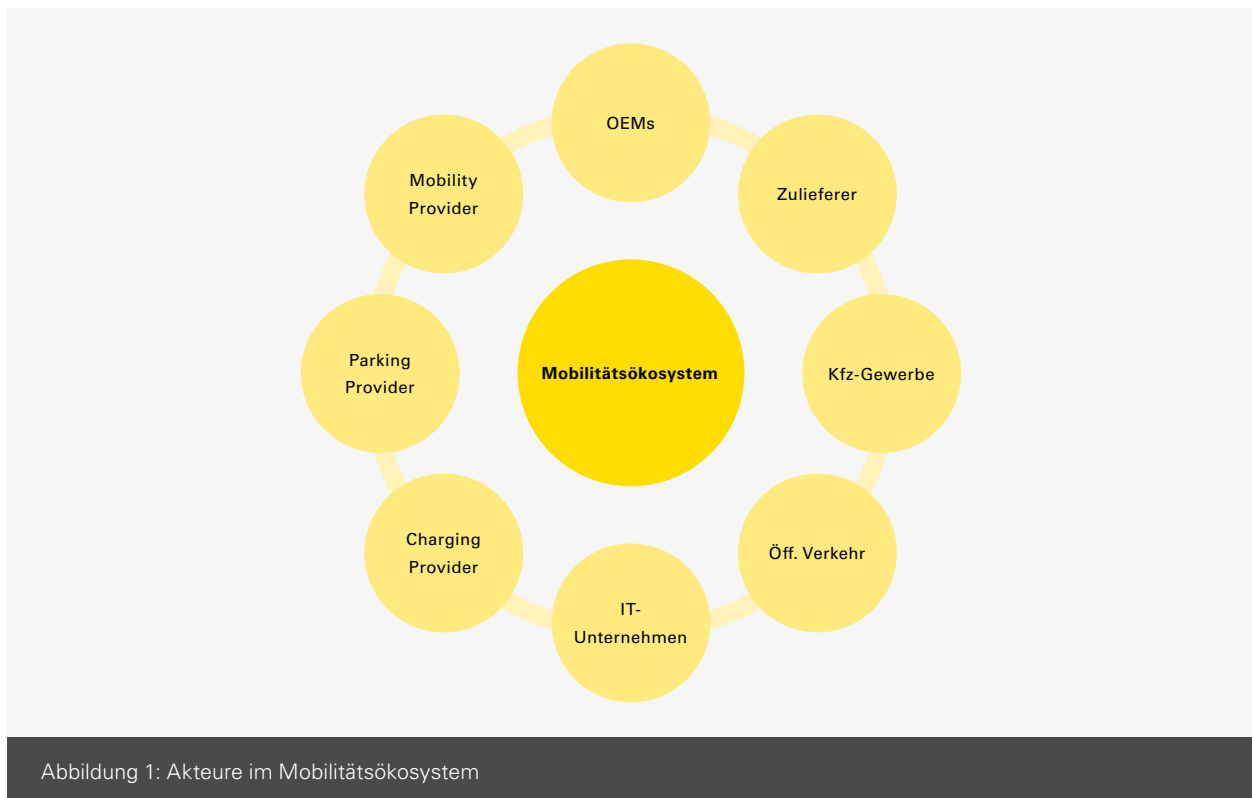 OEMs
Zulieferer
Kfz-Gewerbe
Öff. Verkehr
IT-
Unternehmen
Charging
Provider
Parking
Provider
Mobility
Provider
Mobilitätsökosystem
Abbildung 1: Akteure im Mobilitätsökosystem